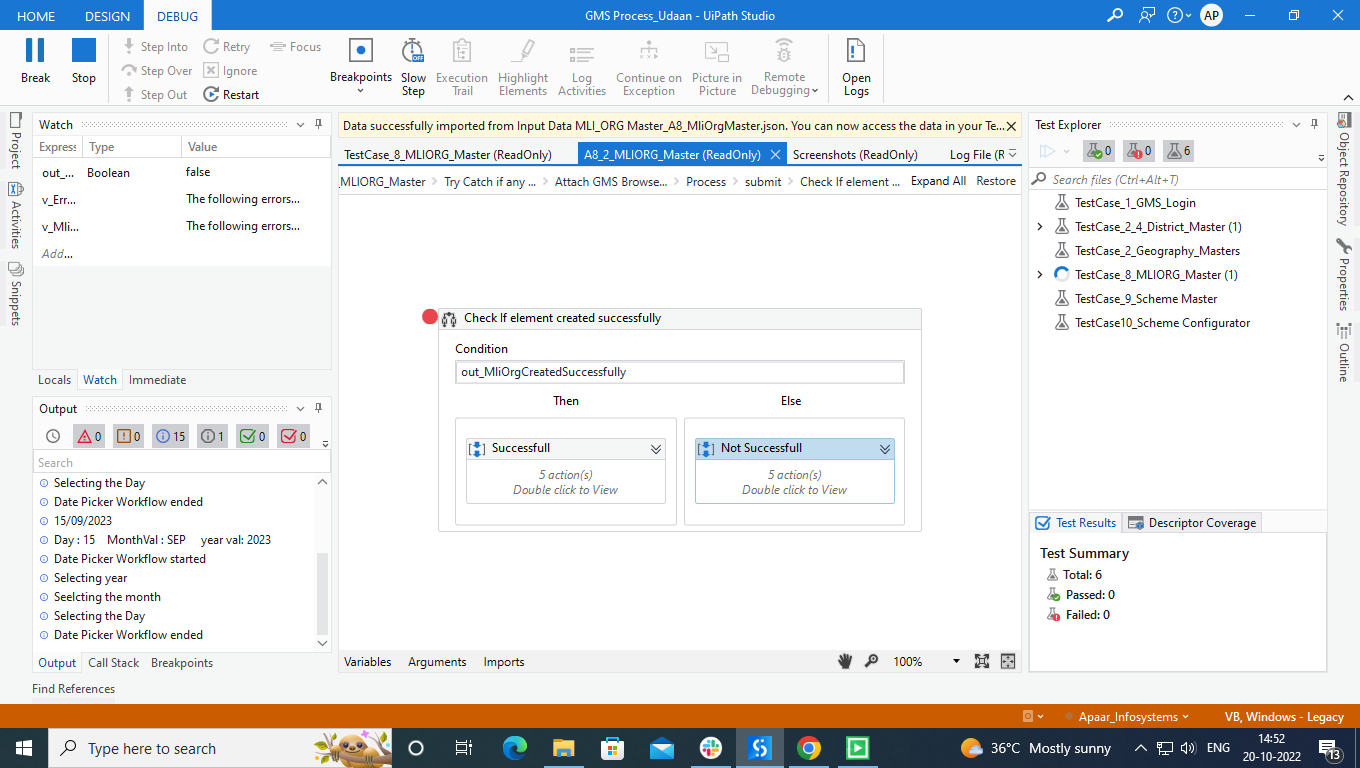 HOME DESIGN DEBUG
GMS Process_Udaan - UiPath Studio
AP
Break
Stop
Step Into
Step Over
Step Out
Retry
Ignore
Restart
Focus
Breakpoints
Slow
Step
OFF
Execution
Trail
Highlight
Elements
Log
Activities
Continue on
Exception
Picture in
Picture
Remote
Debugging
Open
Logs
Project
Activities
Snippets
Watch
Express Type Value
out_... Boolean false
v_Err... The following errors...
v_Mli... The following errors...
Add...
Locals Watch Immediate
Output
0 0 15 1 0 0
Search
Selecting the Day
Date Picker Workflow ended
15/09/2023
Day : 15 MonthVal : SEP year val: 2023
Date Picker Workflow started
Selecting year
Seelcting the month
Selecting the Day
Date Picker Workflow ended
Output Call Stack Breakpoints
Find References
Data successfully imported from Input Data MLI_ORG Master_A8_MliOrgMaster.json. You can now access the data in your Te...
TestCase_8_MLIORG_Master (ReadOnly) A8_2_MLIORG_Master (ReadOnly) Screenshots (ReadOnly) Log File (R
_MLIORG_Master Try Catch if any ... Attach GMS Browse... Process submit Check If element ... Expand All Restore
Check If element created successfully
Condition
out_MliOrgCreatedSuccessfully
Then Else
Successfull
5 action(s)
Double click to View
Not Successfull
5 action(s)
Double click to View
Variables Arguments Imports
100%
Test Explorer
0 0 6
Search files (Ctrl+Alt+T)
TestCase_1_GMS_Login
TestCase_2_4_District_Master (1)
TestCase_2_Geography_Masters
TestCase_8_MLIORG_Master (1)
TestCase_9_Scheme Master
TestCase10_Scheme Configurator
Test Results Descriptor Coverage
Test Summary
Total: 6
Passed: 0
Failed: 0
Object Repository
Properties
Outline
Apaar_Infosystems VB, Windows - Legacy
Type here to search
36°C Mostly sunny
ENG
14:52
20-10-2022
13